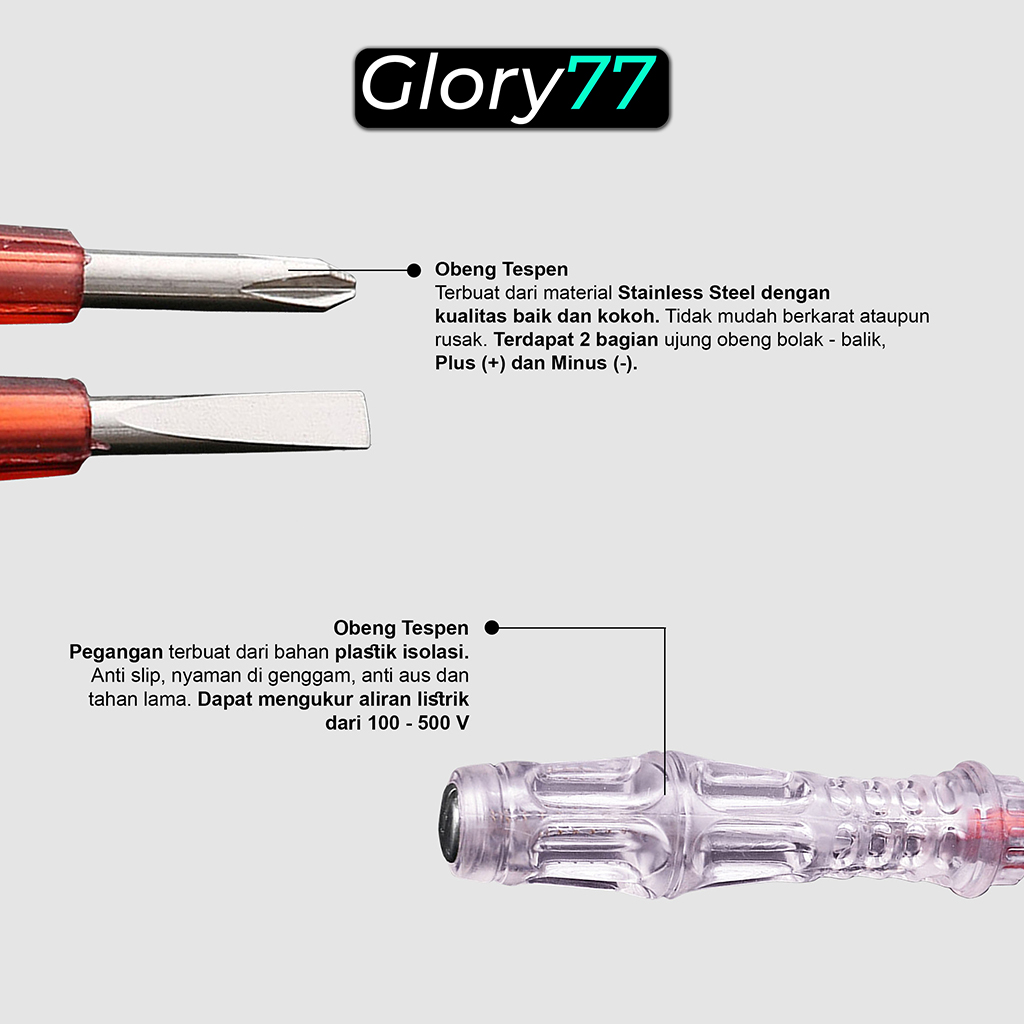 Glory77
Obeng Tespen
Terbuat dari material Stainless Steel dengan
kualitas baik dan kokoh. Tidak mudah berkarat ataupun
rusak. Terdapat 2 bagian ujung obeng bolak - balik,
Plus (+) dan Minus (-).
Obeng Tespen
Pegangan terbuat dari bahan plastik isolasi.
Anti slip, nyaman di genggam, anti aus dan
tahan lama. Dapat mengukur aliran listrik
dari 100 - 500 V